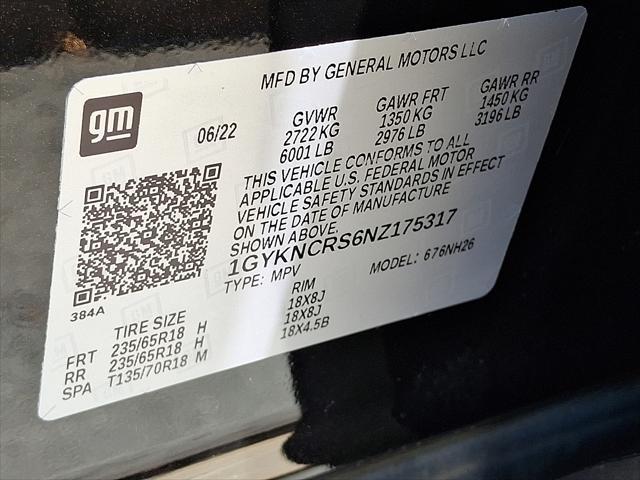 MFD BY GENERAL MOTORS LLC
gm
06/22
GVWR GAWR FRT GAWR RR
2722 KG 1350 KG 1450 KG
6001 LB 2976 LB 3196 LB
THIS VEHICLE CONFORMS TO ALL
APPLICABLE U.S. FEDERAL MOTOR
VEHICLE SAFETY STANDARDS IN EFFECT
ON THE DATE OF MANUFACTURE
SHOWN ABOVE.
1GYKNCRS6NZ175317
TYPE: MPV MODEL: 676NH26
384A
TIRE SIZE RIM
FRT 235/65R18 H 18X8J
RR 235/65R18 H 18X8J
SPA T135/70R18 M 18X4.5B